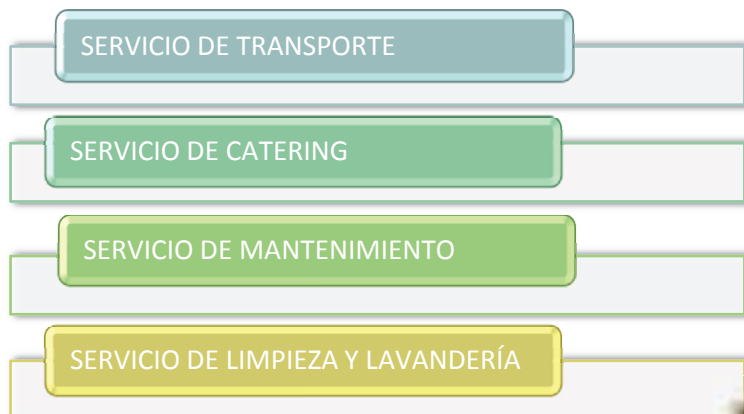 SERVICIO DE TRANSPORTE
SERVICIO DE CATERING
SERVICIO DE MANTENIMIENTO
SERVICIO DE LIMPIEZA Y LAVANDERÍA